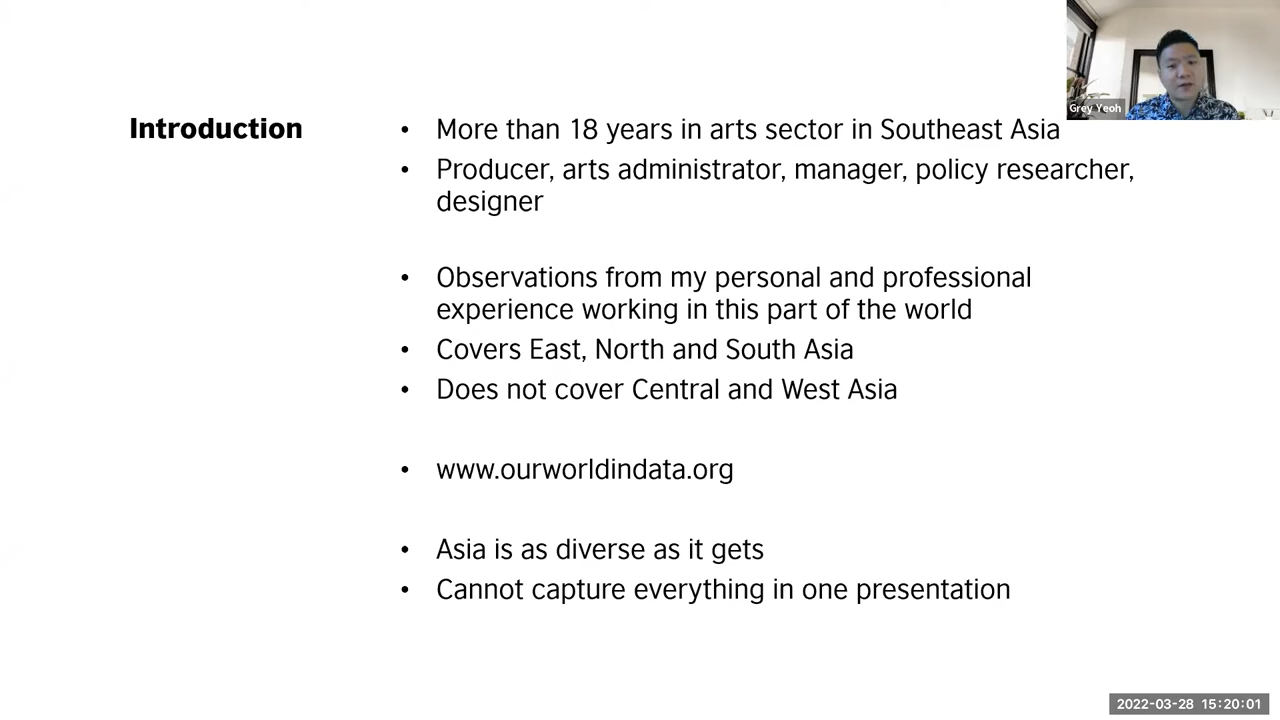 Grey Yeoh
Introduction
• More than 18 years in arts sector in Southeast Asia
• Producer, arts administrator, manager, policy researcher,
designer
• Observations from my personal and professional
experience working in this part of the world
• Covers East, North and South Asia
• Does not cover Central and West Asia
• www.ourworldindata.org
• Asia is as diverse as it gets
• Cannot capture everything in one presentation
2022-03-28 15:20:01